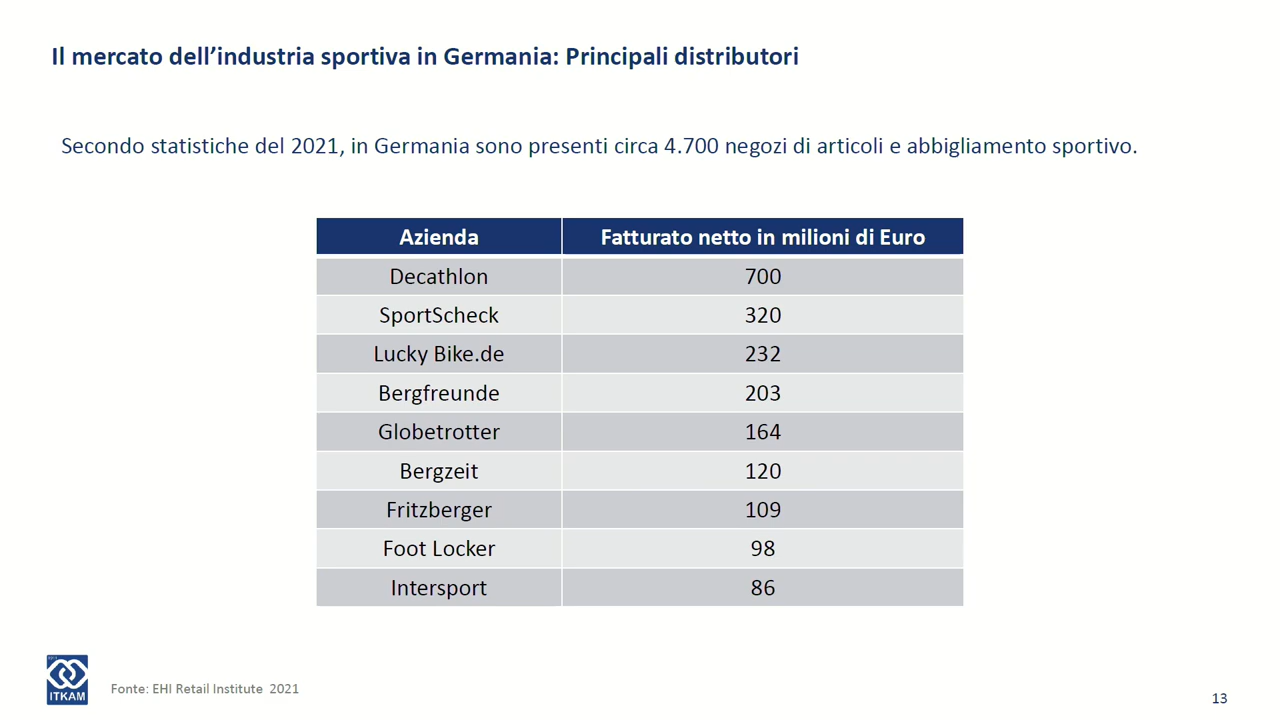 Il mercato dell’industria sportiva in Germania: Principali distributori
Secondo statistiche del 2021, in Germania sono presenti circa 4.700 negozi di articoli e abbigliamento sportivo.
Azienda Fatturato netto in milioni di Euro
Decathlon 700
SportScheck 320
Lucky Bike.de 232
Bergfreunde 203
Globetrotter 164
Bergzeit 120
Fritzberger 109
Foot Locker 98
Intersport 86
ITKAM
Fonte: EHI Retail Institute 2021
13